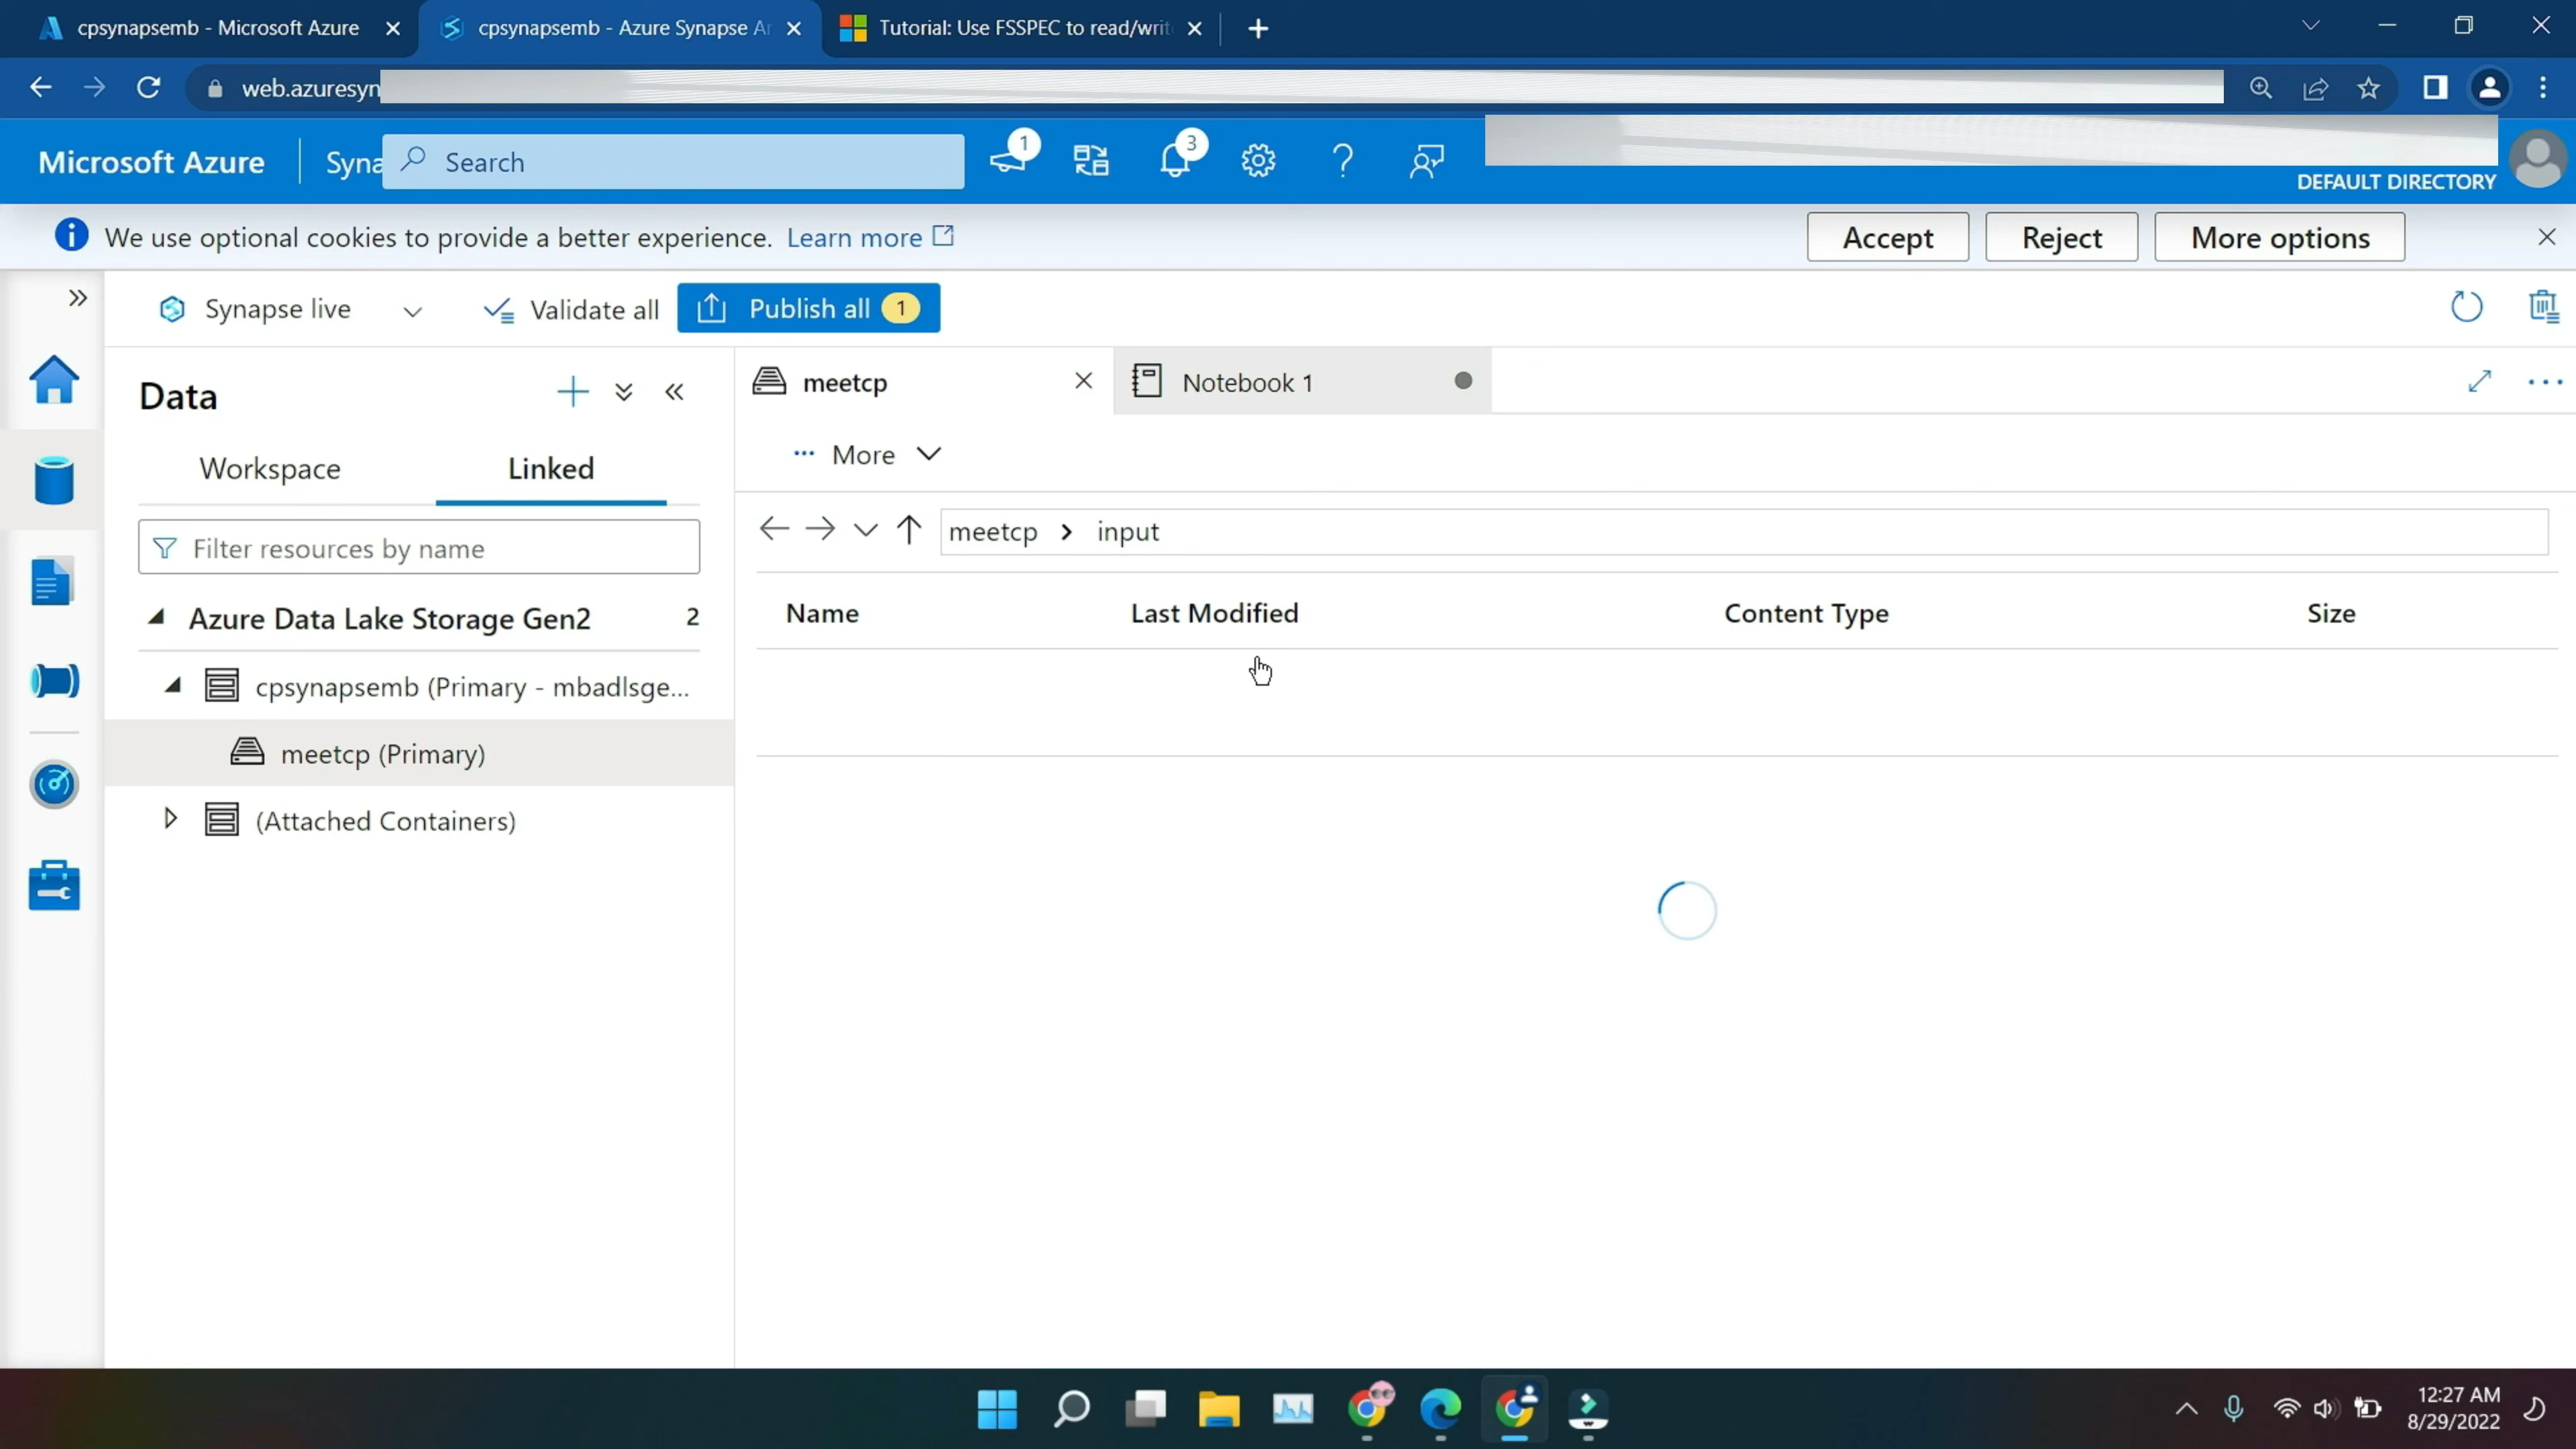 cpsynapsemb - Microsoft Azure
cpsynapsemb - Azure Synapse Ar
Tutorial: Use FSSPEC to read/writ
web.azuresyn
Microsoft Azure
Syna
Search
1
3
DEFAULT DIRECTORY
We use optional cookies to provide a better experience. Learn more
Accept
Reject
More options
Synapse live
Validate all
Publish all 1
Data
Workspace
Linked
Filter resources by name
Azure Data Lake Storage Gen2 2
cpsynapsemb (Primary - mbadlsge...
meetcp (Primary)
(Attached Containers)
meetcp
Notebook 1
... More
meetcp > input
Name Last Modified Content Type Size
12:27 AM
8/29/2022